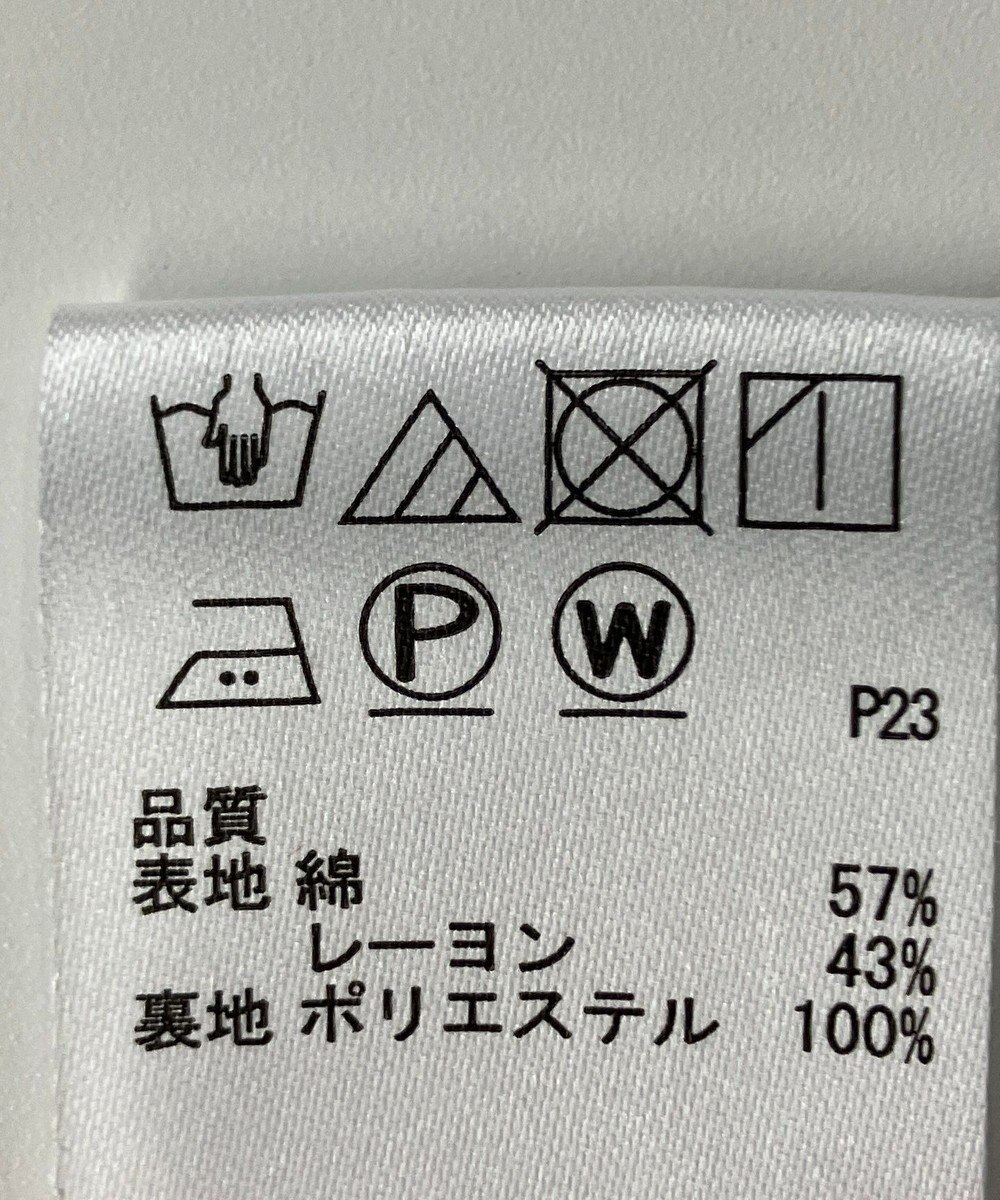 P W
P23
品質
表地 綿 57%
レーヨン 43%
裏地 ポリエステル 100%